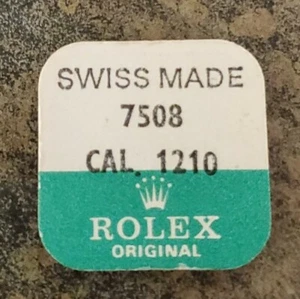 SWISS MADE
7508
CAL. 1210
ROLEX
ORIGINAL